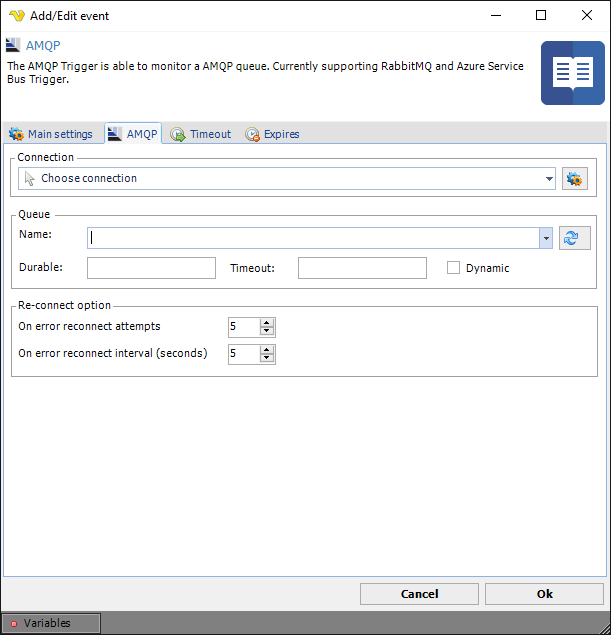 Add/Edit event
AMQP
The AMQP Trigger is able to monitor a AMQP queue. Currently supporting RabbitMQ and Azure Service
Bus Trigger.
Main settings AMQP Timeout Expires
Connection
Choose connection
Queue
Name:
Durable: Timeout: Dynamic
Re-connect option
On error reconnect attempts 5
On error reconnect interval (seconds) 5
Cancel Ok
Variables